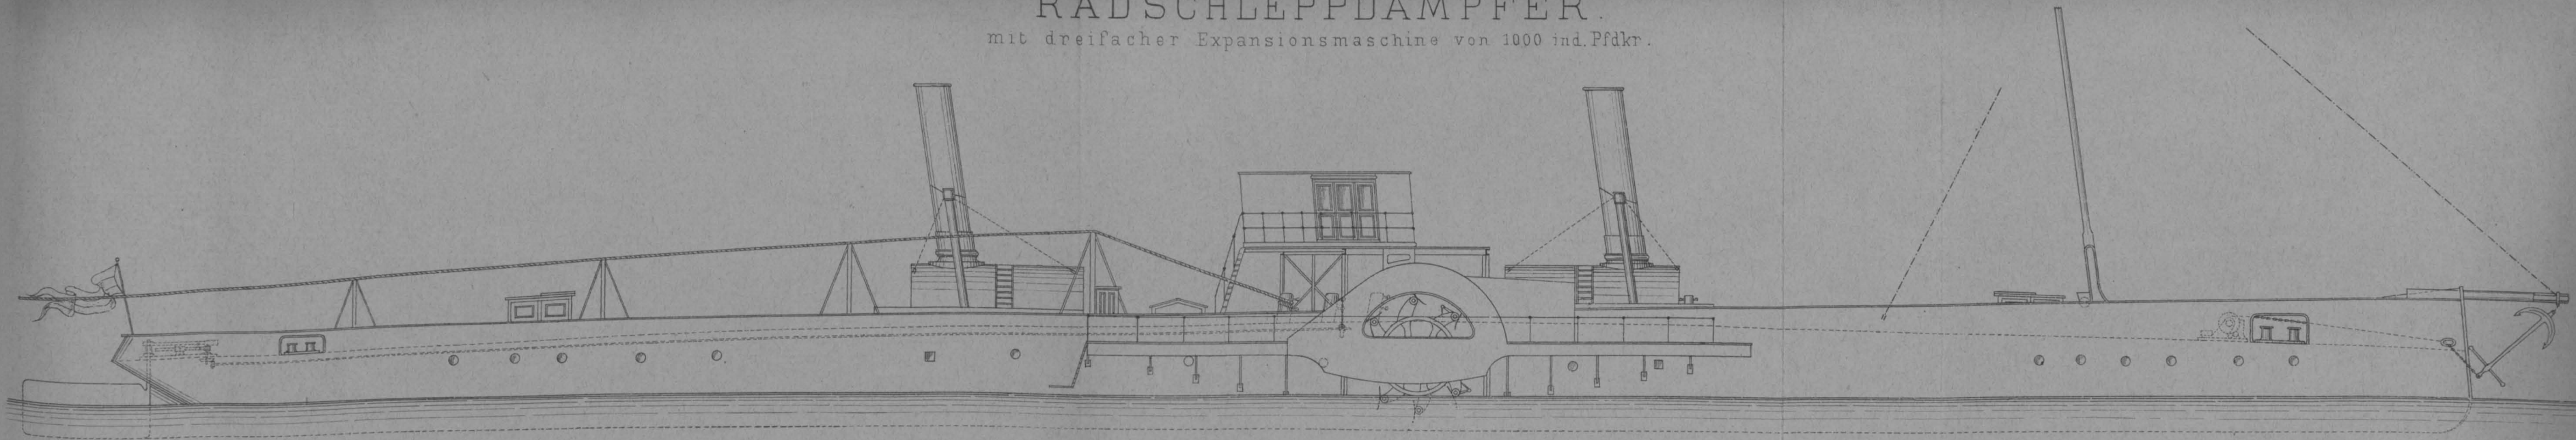 RADSCHLEPPDAMPFER.
mit dreifacher Expansionsmaschine von 1000 ind. Pfdkr.